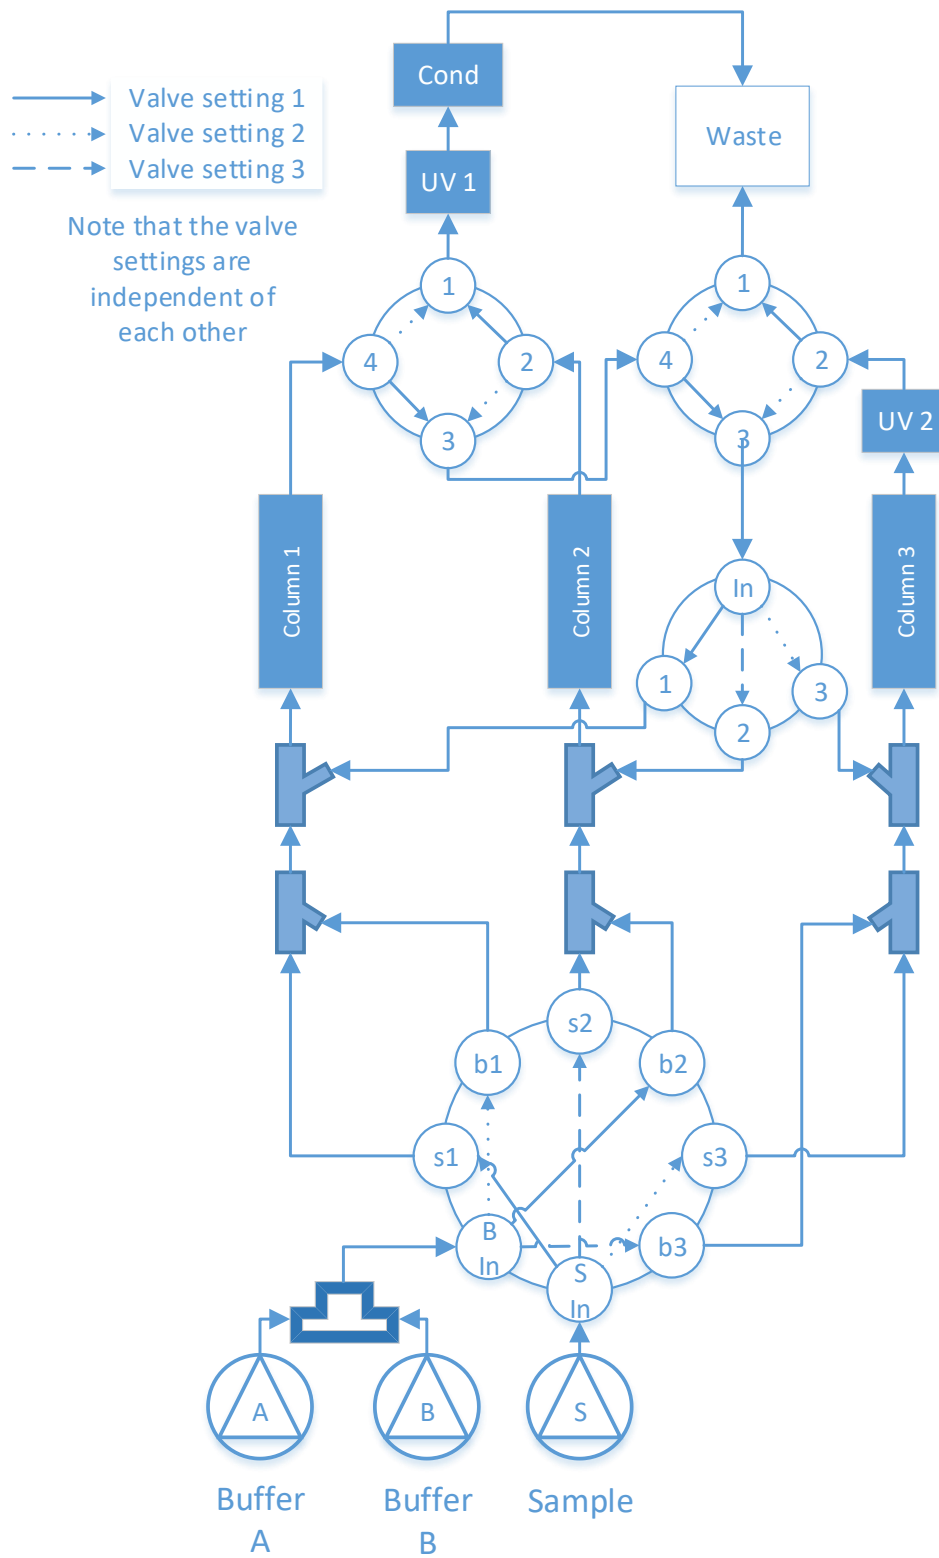 Cond
Valve setting 1
Valve setting 2
Valve setting 3
Waste
UV 1
Note that the valve
settings are
independent of
each other
1
1
4
2
4
2
UV 2
3
3
Column 1
Column 2
Column 3
In
1
3
2
s2
b1
b2
s1
s3
B
In
b3
S
In
A
B
S
Buffer
A
Buffer
B
Sample